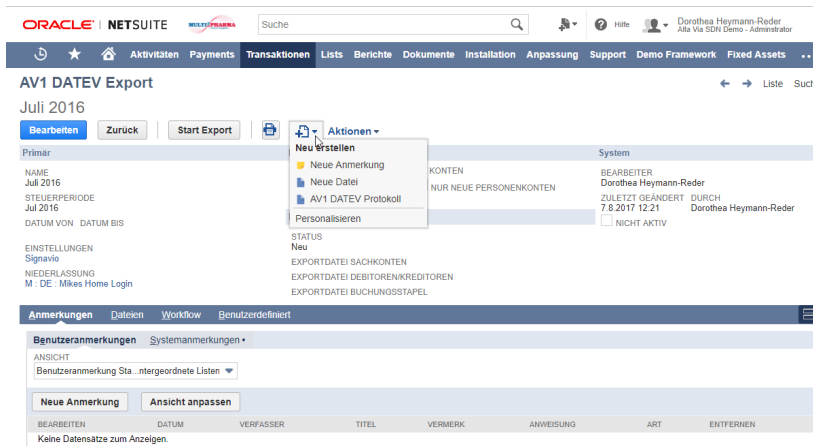 ORACLE | NETSUITE MULTIPHARMA Suche Hilfe Dorothea Heymann-Reder
Alta Via SDN Demo - Adminstrator
Aktivitäten Payments Transaktionen Lists Berichte Dokumente Installation Anpassung Support Demo Framework Fixed Assets ..
AV1 DATEV Export Liste Such
Juli 2016
Bearbeiten Zurück Start Export Aktionen
Neu erstellen
Neue Anmerkung
Neue Datei
AV1 DATEV Protokoll
Personalisieren
Primär
NAME
Juli 2016
STEUERPERIODE
Jul 2016
DATUM VON DATUM BIS
EINSTELLUNGEN
Signavio
NIEDERLASSUNG
M : DE : Mikes Home Login
KONTEN
NUR NEUE PERSONENKONTEN
STATUS
Neu
EXPORTDATEI SACHKONTEN
EXPORTDATEI DEBITOREN/KREDITOREN
EXPORTDATEI BUCHUNGSSTAPEL
System
BEARBEITER
Dorothea Heymann-Reder
ZULETZT GEÄNDERT DURCH
7.8.2017 12:21 Dorothea Heymann-Reder
NICHT AKTIV
Anmerkungen Dateien Workflow Benutzerdefiniert
Benutzeranmerkungen Systemanmerkungen •
ANSICHT
Benutzeranmerkung Sta...ntergeordnete Listen
Neue Anmerkung Ansicht anpassen
BEARBEITEN DATUM VERFASSER TITEL VERMERK ANWEISUNG ART ENTFERNEN
Keine Datensätze zum Anzeigen.